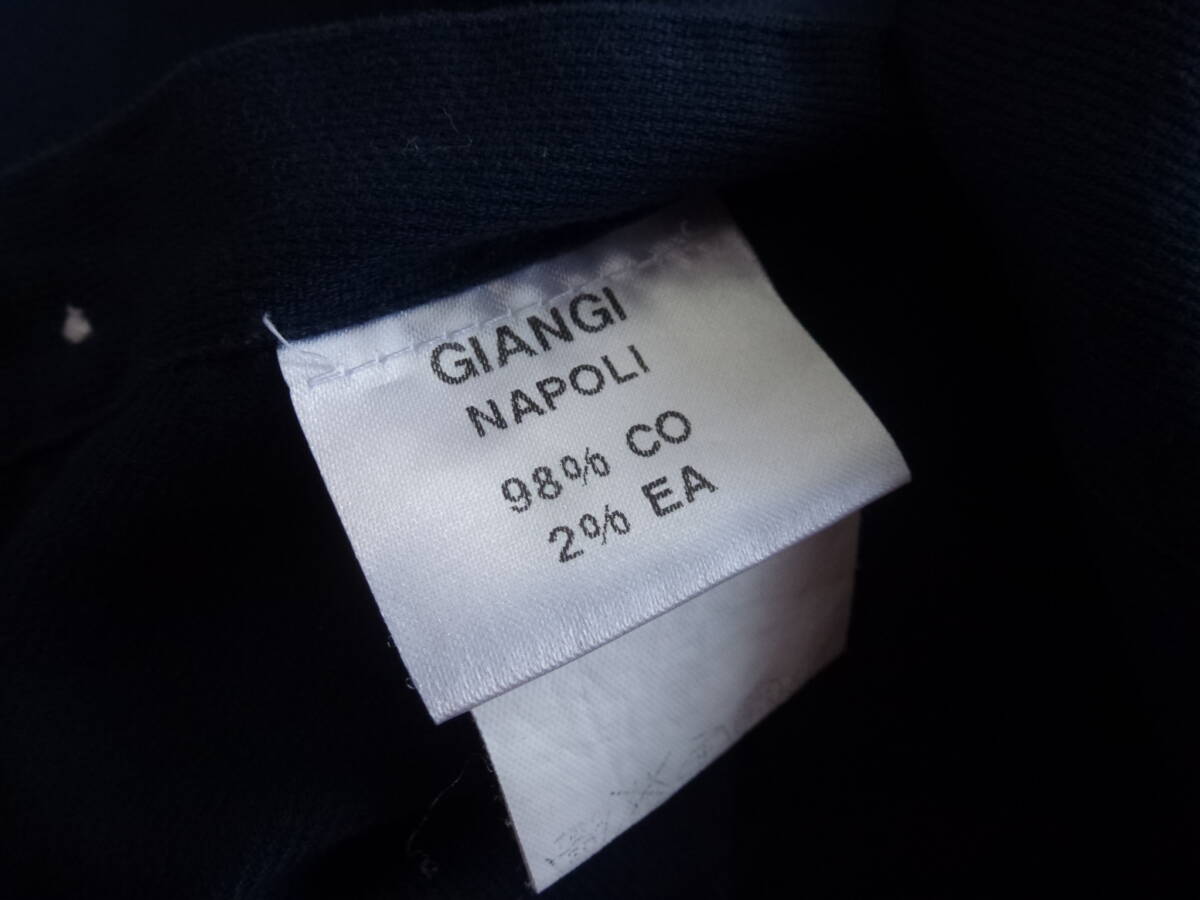 GIANGI
NAPOLI
98% CO
2% EA